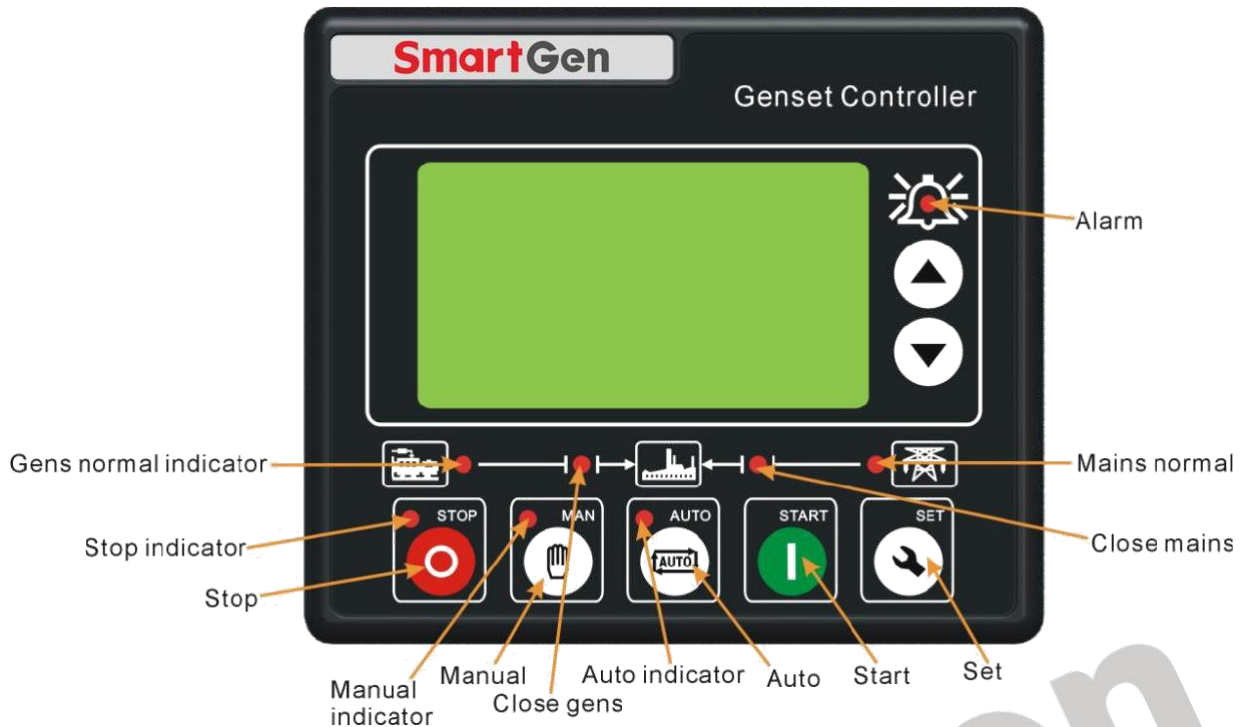 SmartGen
Genset Controller
Alarm
Gens normal indicator
Mains normal
STOP
MAN
AUTO
START
SET
Stop indicator
AUTO
Close mains
Stop
Manual
indicator
Manual
Close gens
Auto indicator
Auto
Start
Set
en